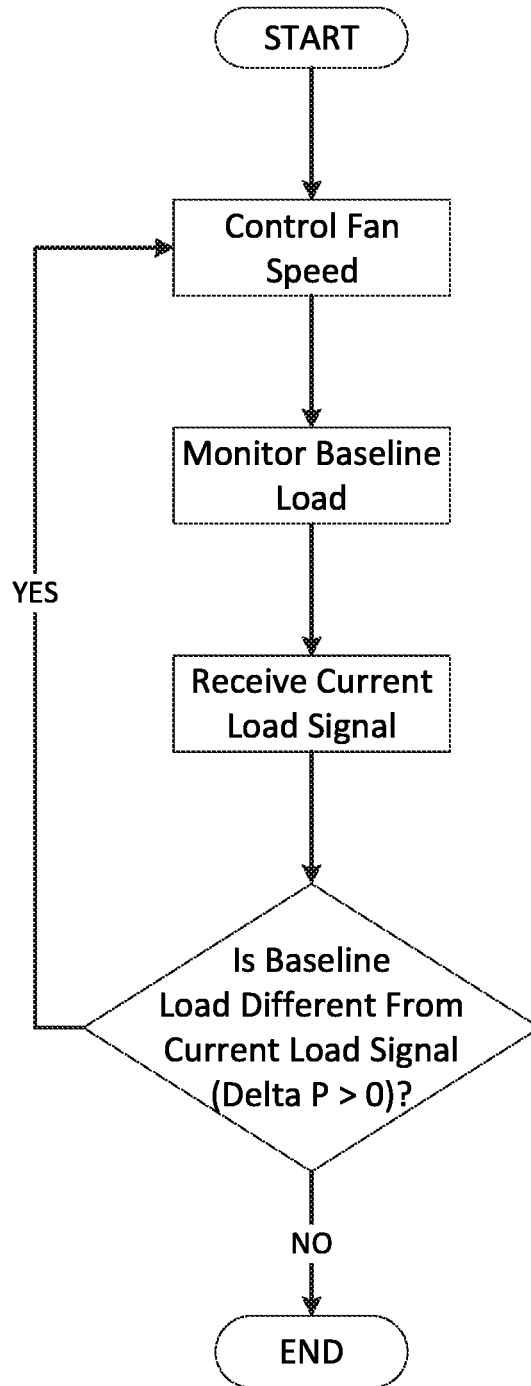 START
Control Fan
Speed
Monitor Baseline
Load
YES
Receive Current
Load Signal
Is Baseline
Load Different From
Current Load Signal
(Delta P > 0)?
NO
END